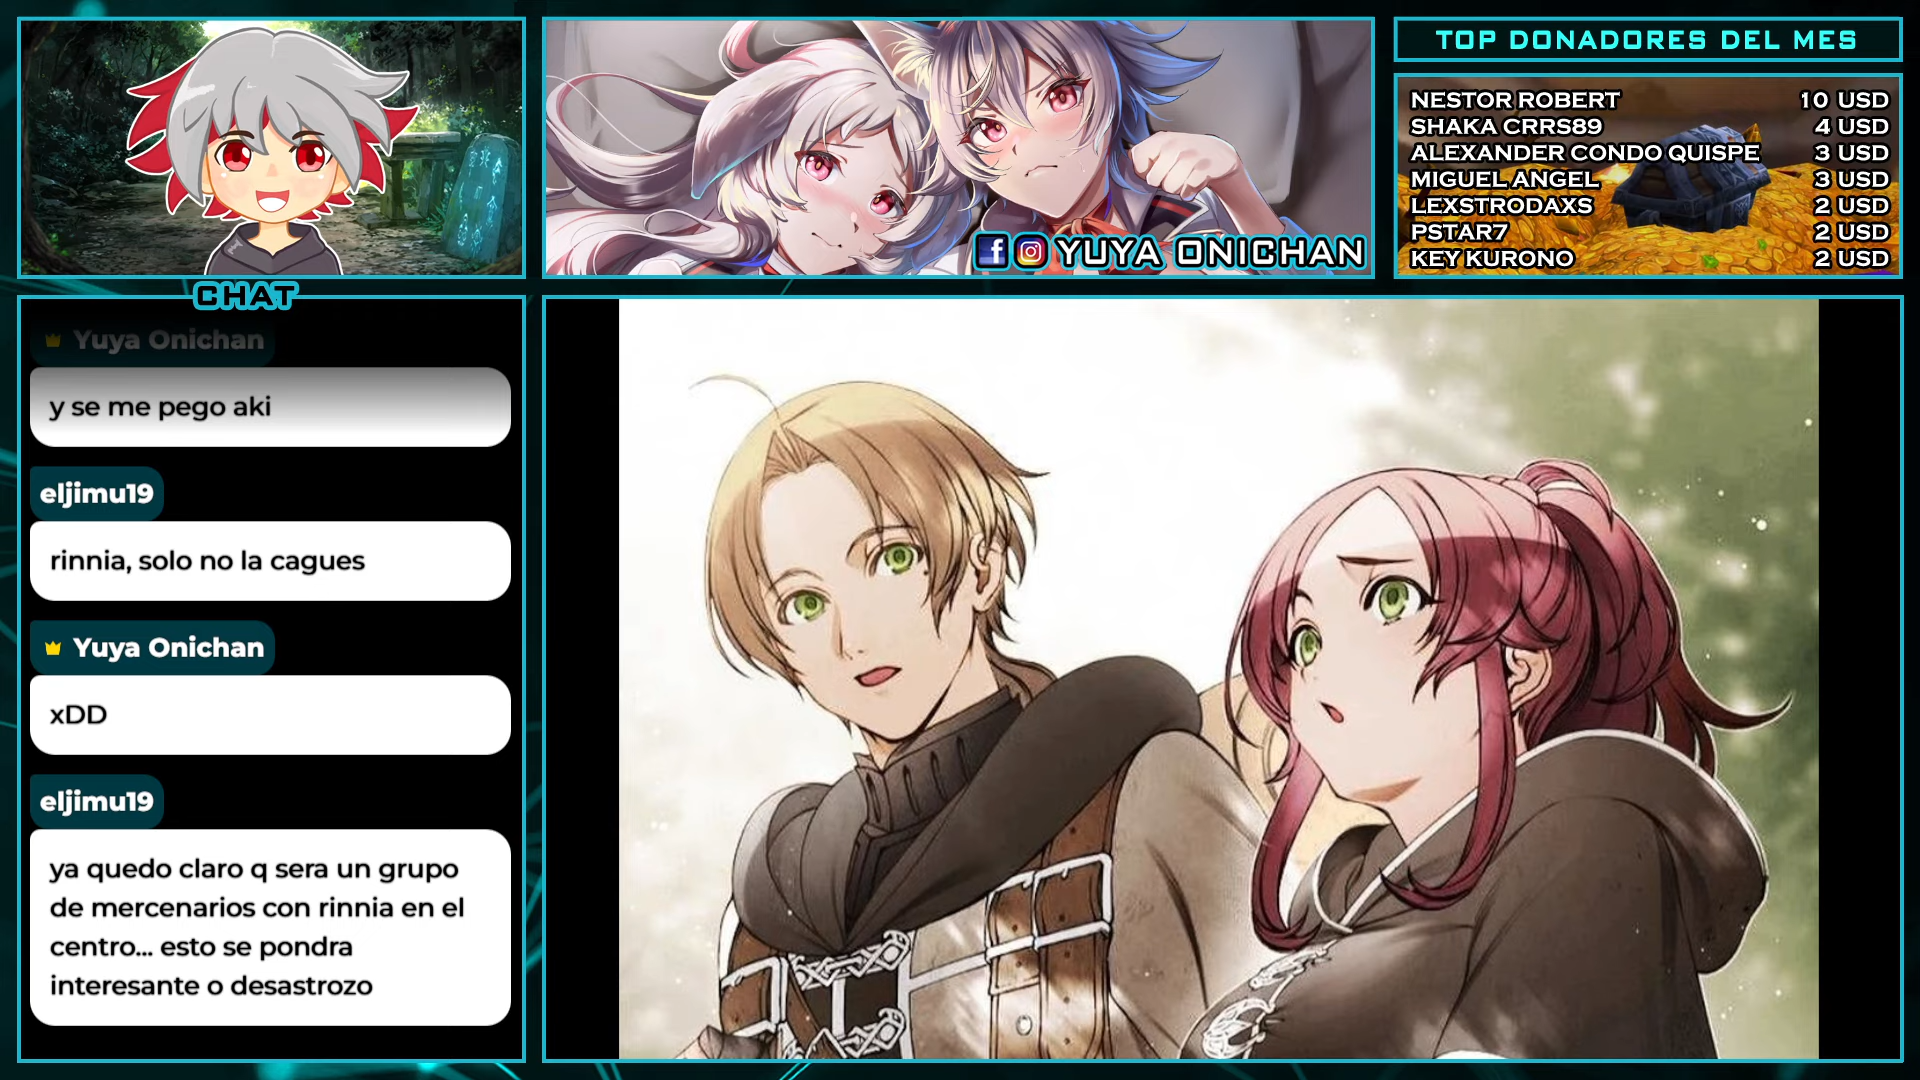 YUYA ONICHAN
TOP DONADORES DEL MES
NESTOR ROBERT 10 USD
SHAKA CRRS89 4 USD
ALEXANDER CONDO QUISPE 3 USD
MIGUEL ANGEL 3 USD
LEXSTRODAXS 2 USD
PSTAR7 2 USD
KEY KURONO 2 USD
CHAT
Yuya Onichan
y se me pego aki
eljimu19
rinnia, solo no la cagues
Yuya Onichan
xDD
eljimu19
ya quedo claro q sera un grupo
de mercenarios con rinnia en el
centro... esto se pondra
interesante o desastrozo